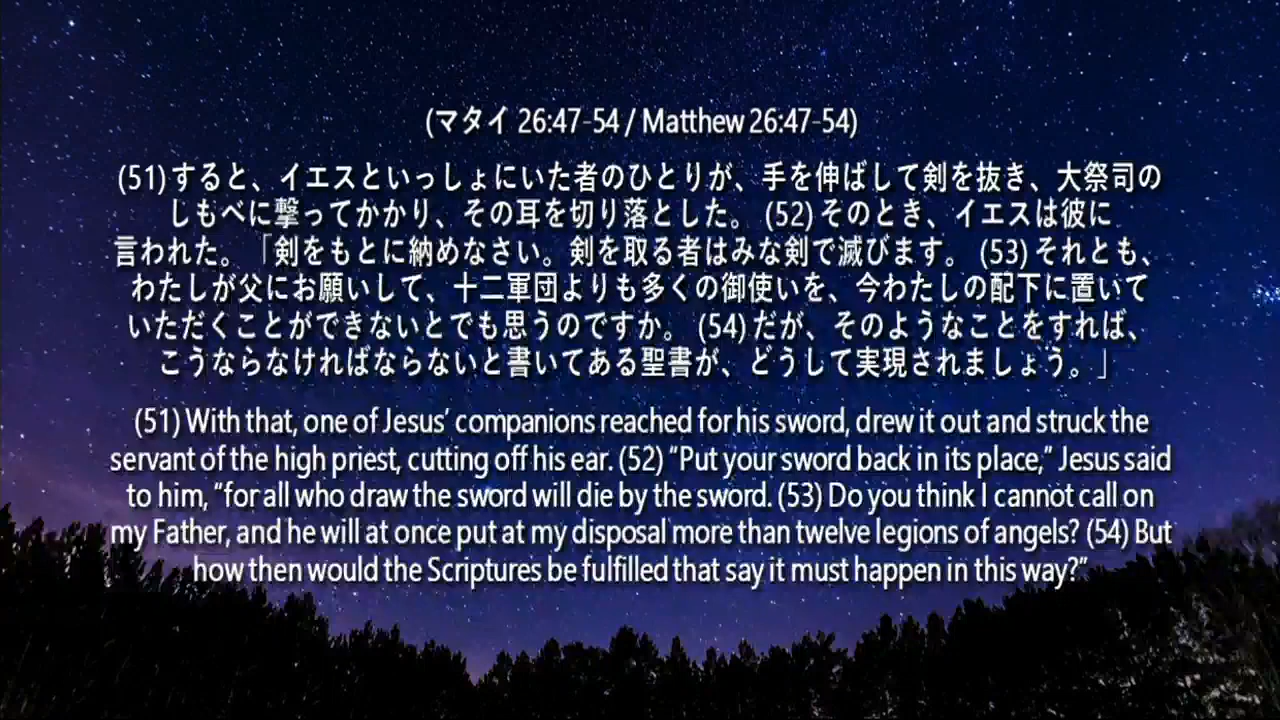 (マタイ 26:47-54 / Matthew 26:47-54)
(51)すると、イエスといっしょにいた者のひとりが、手を伸ばして剣を抜き、大祭司の
しもべに撃ってかかり、その耳を切り落とした。 (52) そのとき、イエスは彼に
言われた。「剣をもとに納めなさい。剣を取る者はみな剣で滅びます。 (53) それとも、
わたしが父にお願いして、十二軍団よりも多くの御使いを、今わたしの配下に置いて
いただくことができないとでも思うのですか。 (54) だが、そのようなことをすれば、
こうならなければならないと書いてある聖書が、どうして実現されましょう。」
(51) With that, one of Jesus’ companions reached for his sword, drew it out and struck the
servant of the high priest, cutting off his ear. (52) “Put your sword back in its place,” Jesus said
to him, “for all who draw the sword will die by the sword. (53) Do you think I cannot call on
my Father, and he will at once put at my disposal more than twelve legions of angels? (54) But
how then would the Scriptures be fulfilled that say it must happen in this way?”